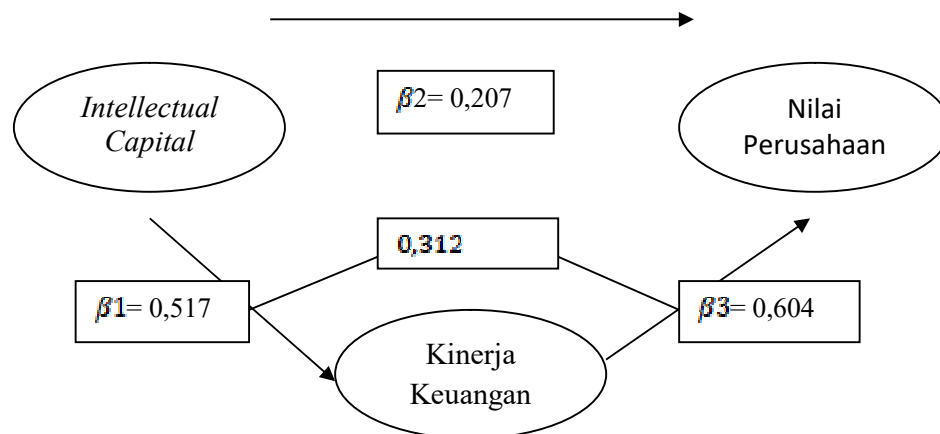 Intellectual
Capital
β2= 0,207
Nilai
Perusahaan
0,312
β1= 0,517
β3= 0,604
Kinerja
Keuangan